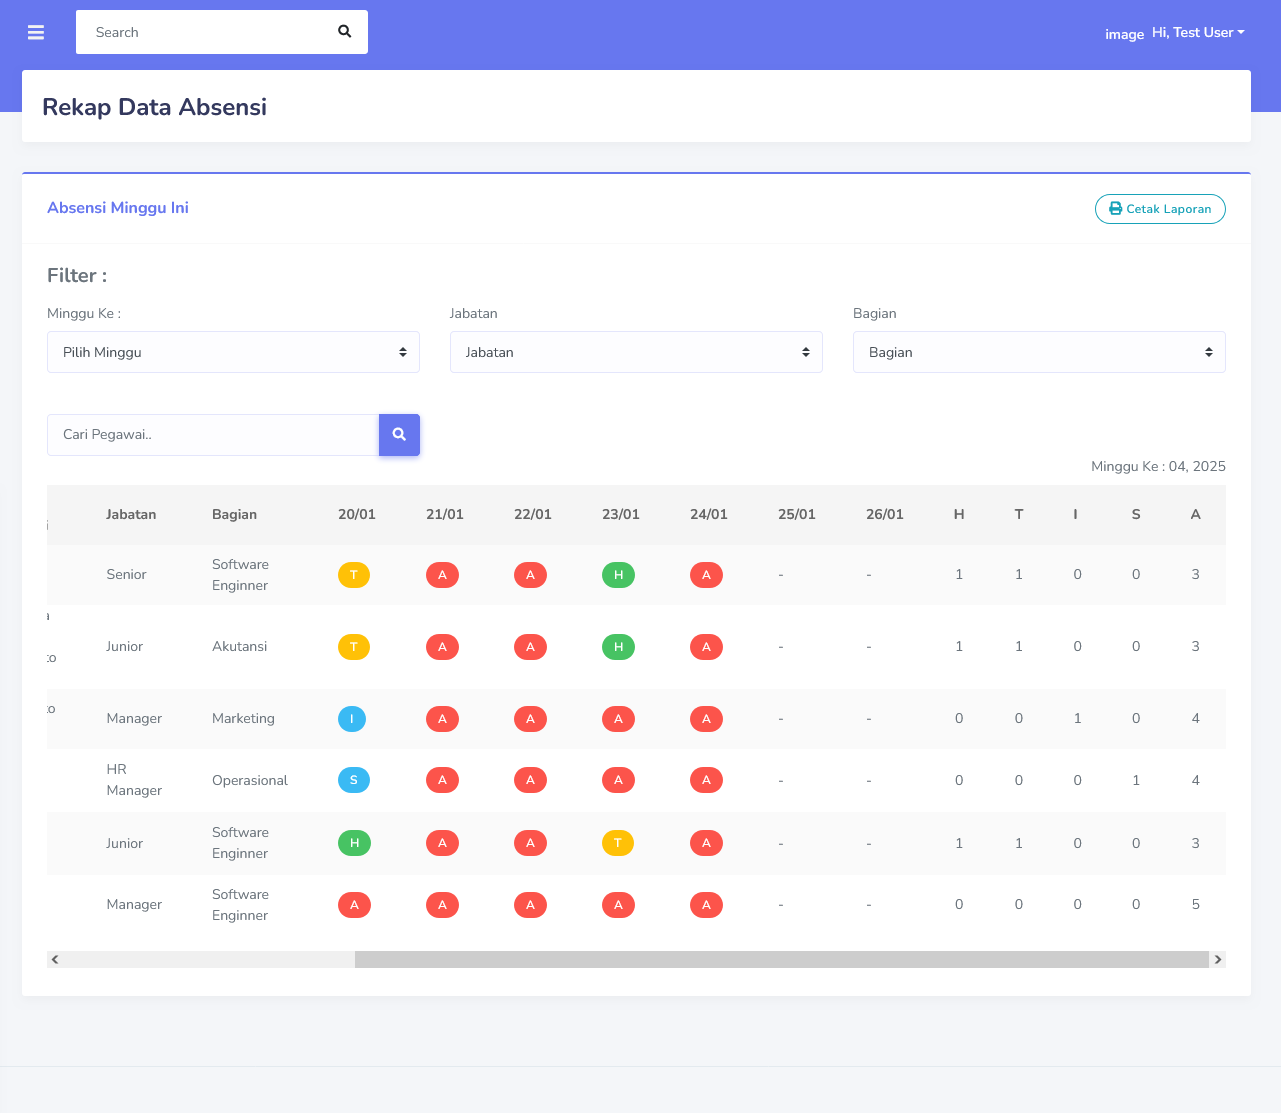 Search
image Hi, Test User
Rekap Data Absensi
Absensi Minggu Ini
Cetak Laporan
Filter :
Minggu Ke : Jabatan Bagian
Pilih Minggu Jabatan Bagian
Cari Pegawai..
Minggu Ke : 04, 2025
Jabatan Bagian 20/01 21/01 22/01 23/01 24/01 25/01 26/01 H T I S A
Senior Software Enginner T A A H A - - 1 1 0 0 3
Junior Akutansi T A A H A - - 1 1 0 0 3
Manager Marketing I A A A A - - 0 0 1 0 4
HR Manager Operasional S A A A A - - 0 0 0 1 4
Junior Software Enginner H A A T A - - 1 1 0 0 3
Manager Software Enginner A A A A A - - 0 0 0 0 5